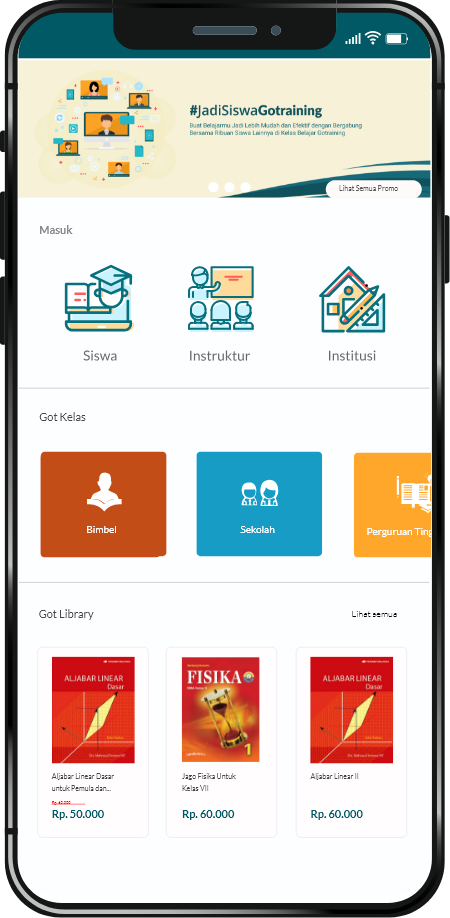 #JadiSiswaGotraining
Buat Belajarmu Jadi Lebih Mudah dan Efektif dengan Bergabung
Bersama Ribuan Siswa Lainnya di Kelas Belajar Gotraining
Lihat Semua Promo
Masuk
Siswa
Instruktur
Institusi
Got Kelas
Bimbel
Sekolah
Perguruan Ting
Got Library
Lihat semua
ALJABAR LINEAR
Dasar
FISIKA
1
ALJABAR LINEAR
Dasar
Aljabar Linear Dasar
untuk Pemula dan...
Rp. 50.000
Jago Fisika Untuk
Kelas VII
Rp. 60.000
Aljabar Linear II
Rp. 60.000